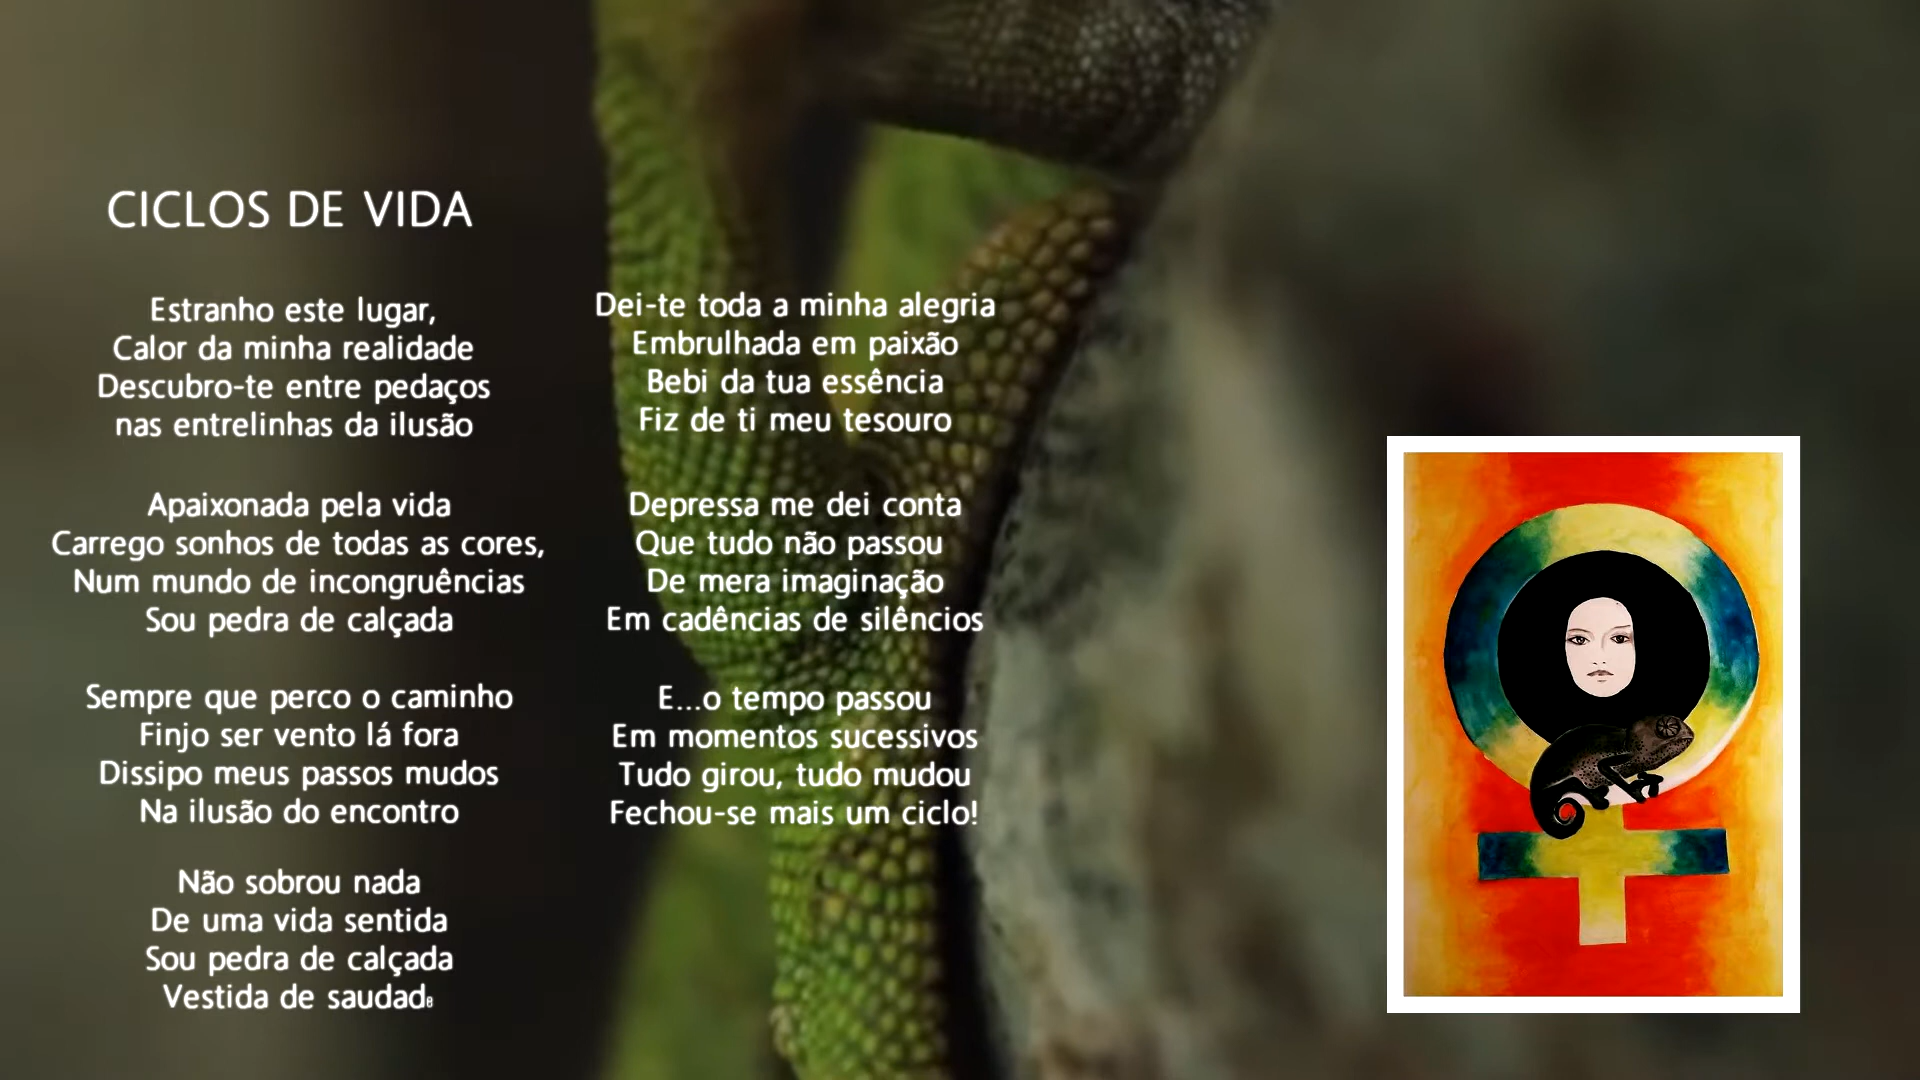 CICLOS DE VIDA
Estranho este lugar,
Calor da minha realidade
Descubro-te entre pedaços
nas entrelinhas da ilusão
Apaixonada pela vida
Carrego sonhos de todas as cores,
Num mundo de incongruências
Sou pedra de calçada
Sempre que perco o caminho
Finjo ser vento lá fora
Dissipo meus passos mudos
Na ilusão do encontro
Não sobrou nada
De uma vida sentida
Sou pedra de calçada
Vestida de saudade
Dei-te toda a minha alegria
Embrulhada em paixão
Bebi da tua essência
Fiz de ti meu tesouro
Depressa me dei conta
Que tudo não passou
De mera imaginação
Em cadências de silêncios
E...o tempo passou
Em momentos sucessivos
Tudo girou, tudo mudou
Fechou-se mais um ciclo!